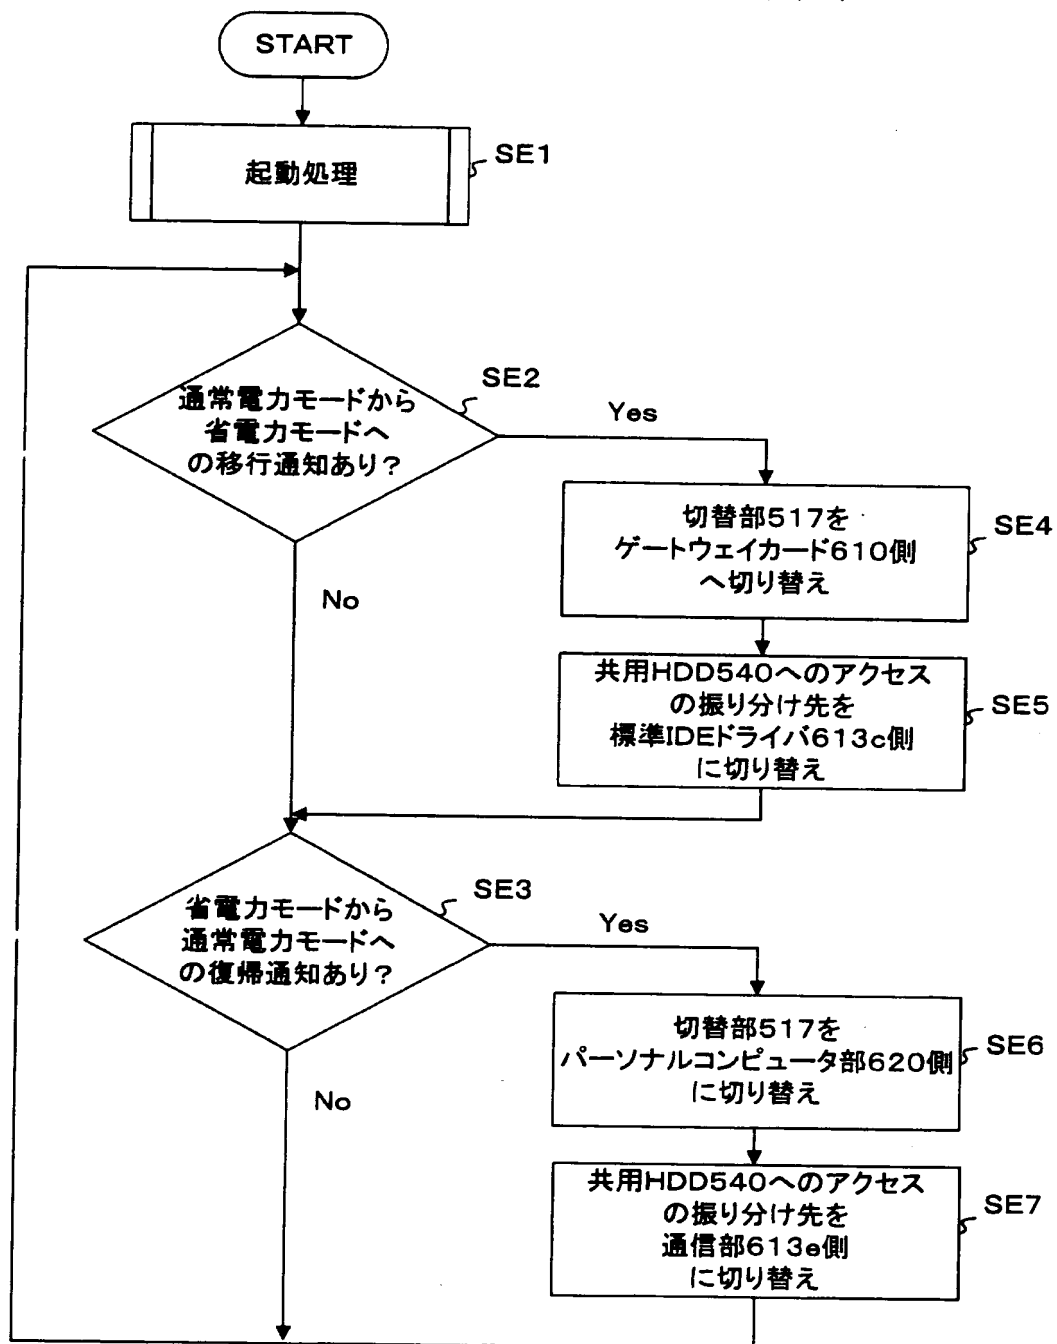 START
起動処理
SE1
通常電力モードから
省電力モードへ
の移行通知あり?
SE2
Yes
No
切替部517を
ゲートウェイカード610側
へ切り替え
SE4
共用HDD540へのアクセス
の振り分け先を
標準IDEドライバ613c側
に切り替え
SE5
省電力モードから
通常電力モードへ
の復帰通知あり?
SE3
Yes
No
切替部517を
パーソナルコンピュータ部620側
に切り替え
SE6
共用HDD540へのアクセス
の振り分け先を
通信部613e側
に切り替え
SE7